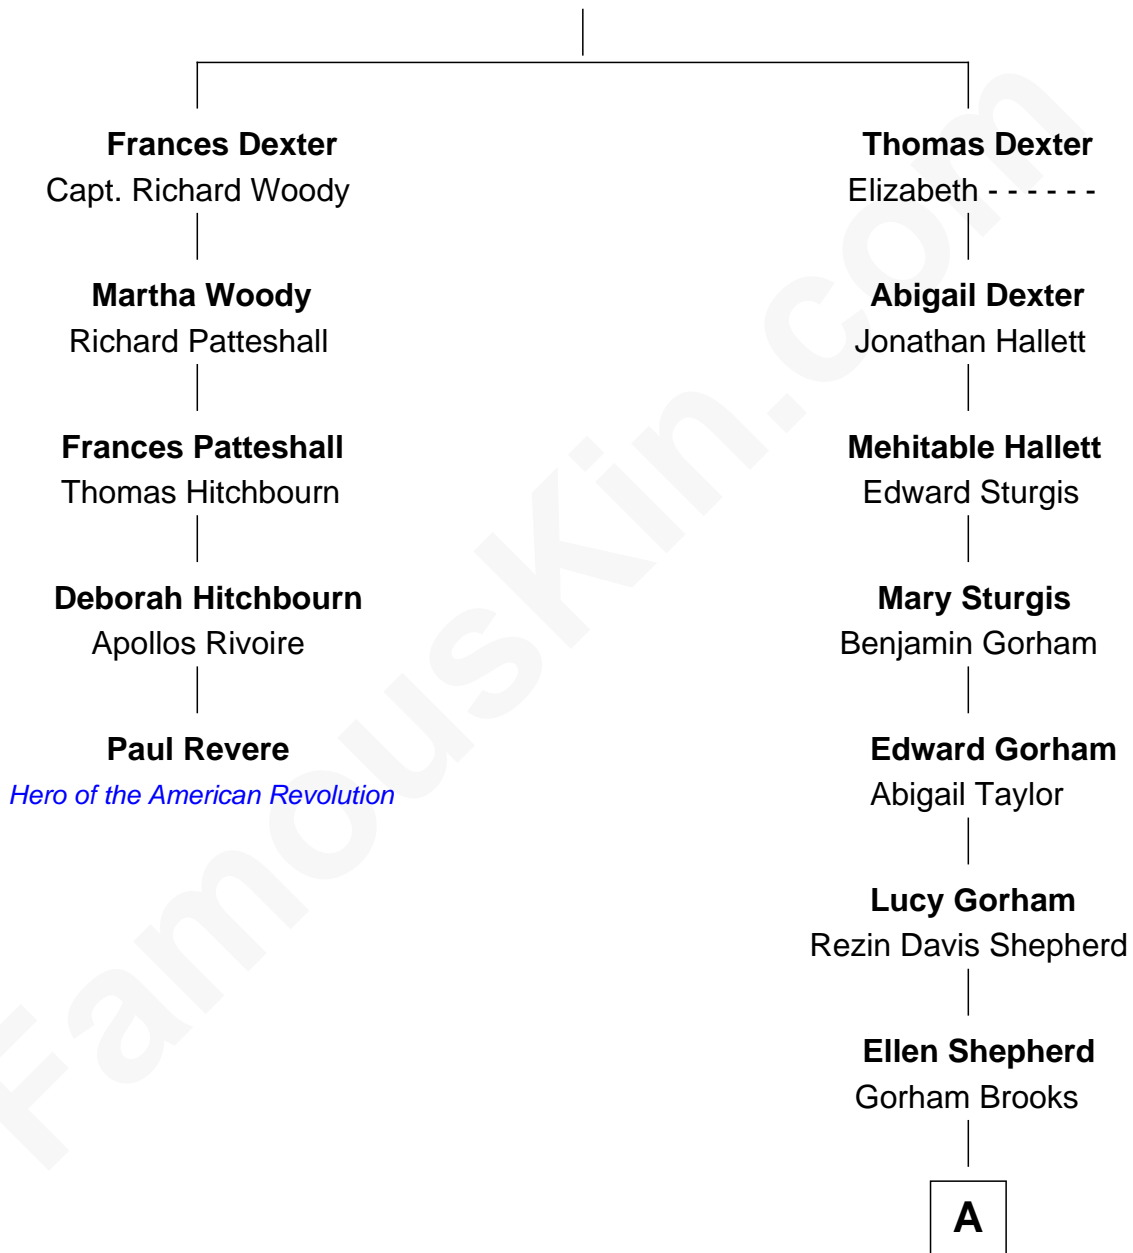 Frances Dexter
Capt. Richard Woody
Martha Woody
Richard Patteshall
Frances Patteshall
Thomas Hitchbourn
Deborah Hitchbourn
Apollos Rivoire
Paul Revere
Hero of the American Revolution
Thomas Dexter
Elizabeth - - - - - -
Abigail Dexter
Jonathan Hallett
Mehitable Hallett
Edward Sturgis
Mary Sturgis
Benjamin Gorham
Edward Gorham
Abigail Taylor
Lucy Gorham
Rezin Davis Shepherd
Ellen Shepherd
Gorham Brooks
A
FamousKin.com